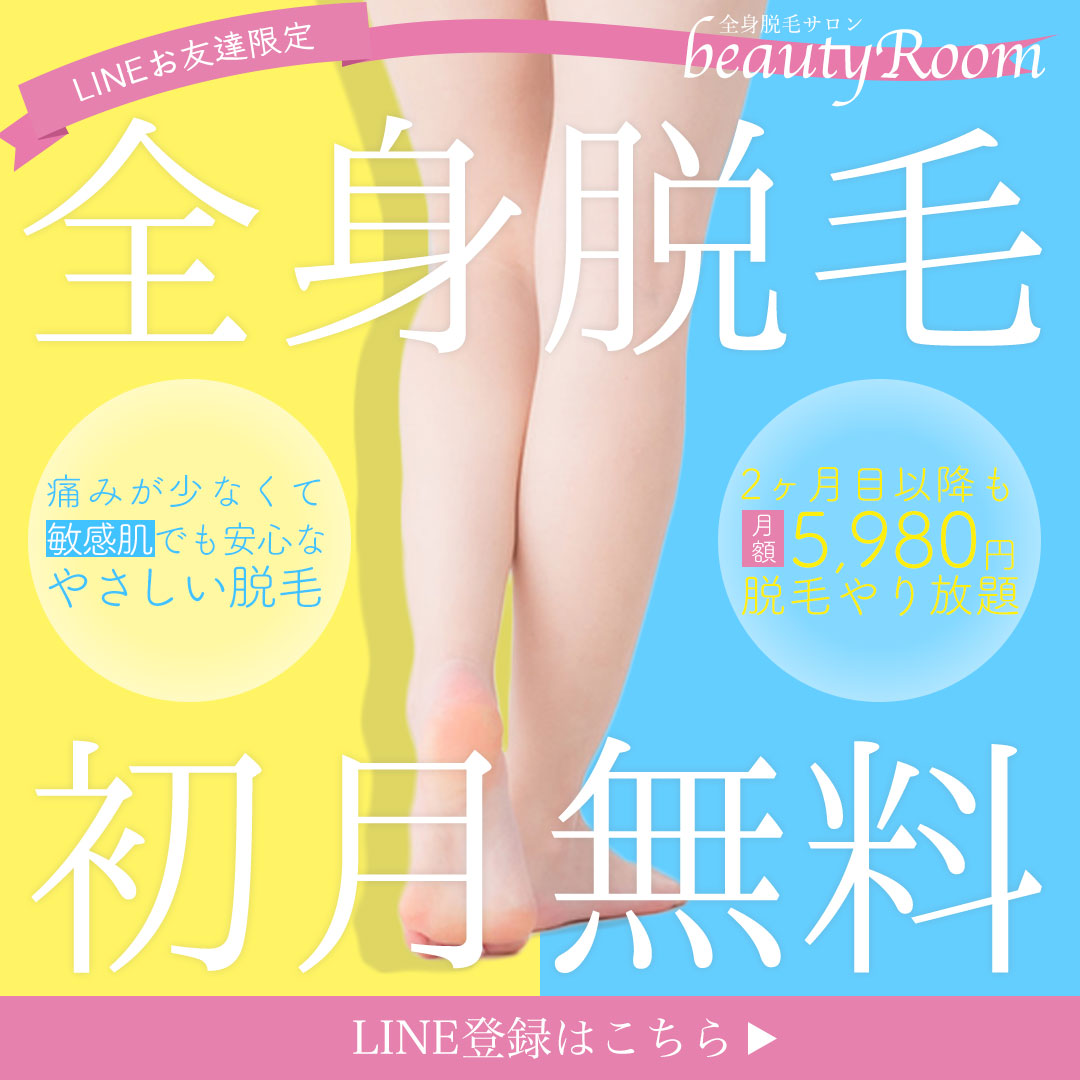 LINEお友達限定
全身脱毛サロン
beautyRoom
全身脱毛
痛みが少なくて
敏感肌でも安心な
やさしい脱毛
2ヶ月目以降も
月額5,980円
脱毛やり放題
初月無料
LINE登録はこちら▶